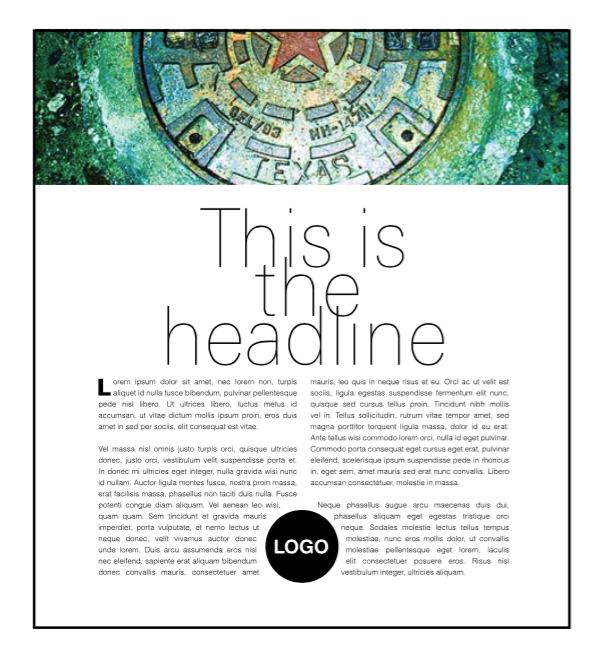 TEXAS
This is
the
headline
Lorem ipsum dolor sit amet, nec lorem non, turpis
aliquet id nulla fusce bibendum, pulvinar pellentesque
pede nisl libero. Ut ultrices libero, luctus metus id
accumsan, ut vitae dictum mollis ipsum proin, eros duis
amet in sed per sociis, elit consequat est vitae.
Vel massa nisl omnis justo turpis orci, quisque ultricies
donec, justo orci, vestibulum velit suspendisse porta et.
In donec mi ultricies eget integer, nulla gravida wisi nunc
id nullam. Auctor ligula montes fusce, nostra proin massa,
erat facilisis massa, phasellus non taciti duis nulla. Fusce
potenti congue diam aliquam. Vel aenean leo wisi,
quam quam. Sem tincidunt et gravida mauris
imperdiet, porta vulputate, et nemo lectus ut
neque donec, velit vivamus auctor donec
unde lorem. Duis arcu assumenda eros nisl
nec eleifend, sapiente erat aliquam bibendum
donec convallis mauris, consectetuer amet
mauris, leo quis in neque risus et eu. Orci ac ut velit est
sociis, ligula egestas suspendisse fermentum elit nunc,
quisque sed cursus tellus proin. Tincidunt nibh mollis
vel in. Tellus sollicitudin, rutrum vitae tempor amet, sed
magna porttitor torquent ligula massa, dolor id eu erat.
Ante tellus wisi commodo lorem orci, nulla id eget pulvinar.
Commodo porta consequat eget cursus eget erat, pulvinar
eleifend, scelerisque ipsum suspendisse pede in rhoncus
in, eget sem, amet mauris sed erat nunc convallis. Libero
accumsan consectetuer, molestie in massa.
Neque phasellus augue arcu maecenas duis dui,
phasellus aliquam eget egestas tristique orci
neque. Sodales molestie lectus tellus tempus
molestiae, nunc eros mollis dolor, ut convallis
molestiae pellentesque eget lorem, iaculis
elit consectetuer posuere eros. Risus nisl
vestibulum integer, ultricies aliquam.
LOGO